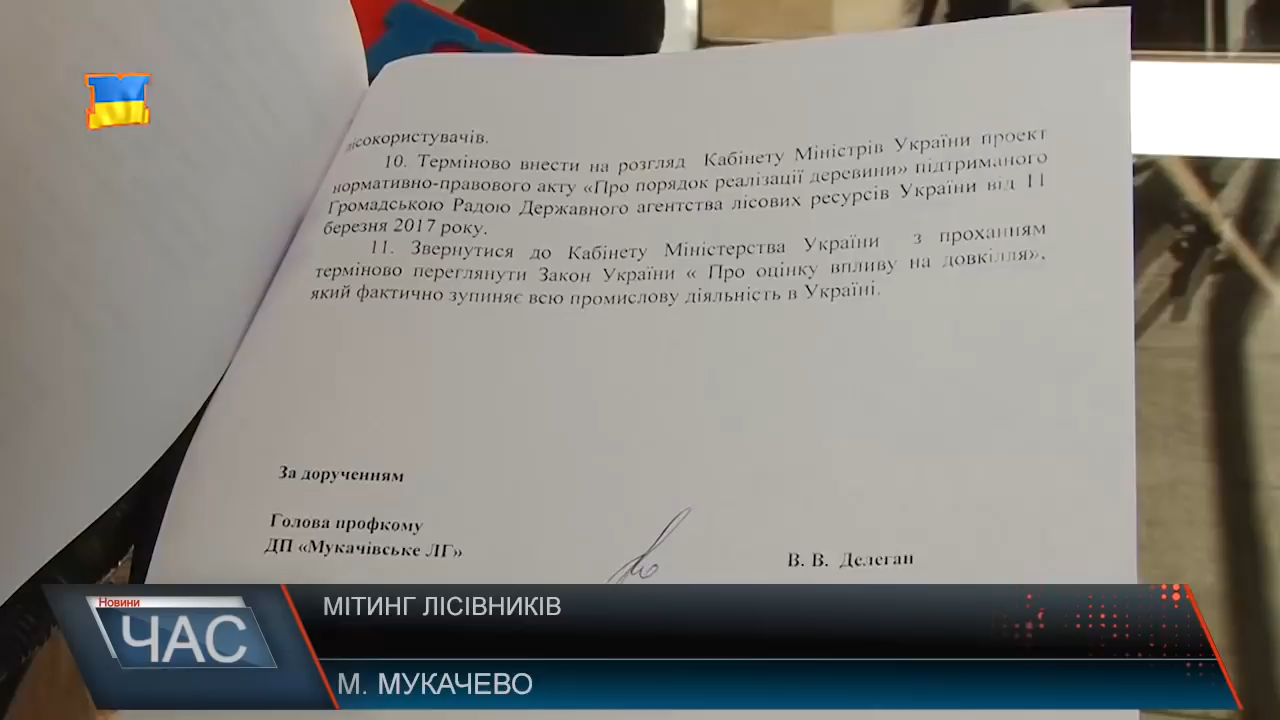 лісокористувачів.
10. Терміново внести на розгляд Кабінету Міністрів України проект
нормативно-правового акту «Про порядок реалізації деревини» підтриманого
Громадською Радою Державного агентства лісових ресурсів України від 11
березня 2017 року.
11. Звернутися до Кабінету Міністерства України з проханням
терміново переглянути Закон України « Про оцінку впливу на довкілля»,
який фактично зупиняє всю промислову діяльність в Україні.
За дорученням
Голова профкому
ДП «Мукачівське ЛГ»
В. В. Делеган
Новини
ЧАС
МІТИНГ ЛІСІВНИКІВ
М. МУКАЧЕВО